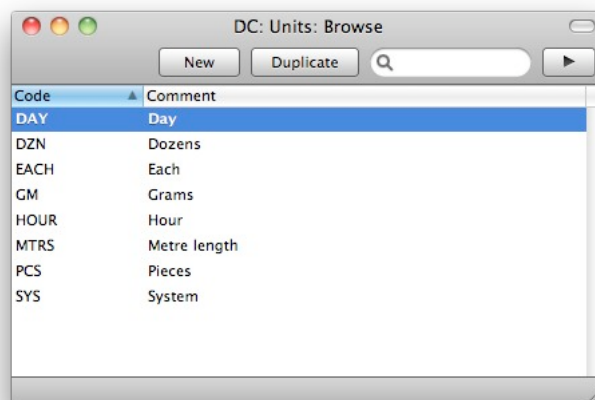 DC: Units: Browse
New Duplicate
Code Comment
DAY Day
DZN Dozens
EACH Each
GM Grams
HOUR Hour
MTRS Metre length
PCS Pieces
SYS System